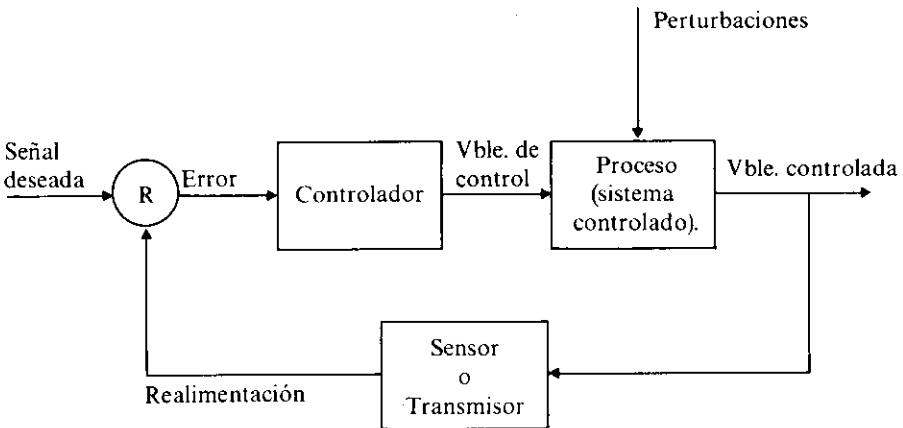 Perturbaciones
Señal
deseada
R
Error
Controlador
Vble. de
control
Proceso
(sistema
controlado).
Vble. controlada
Sensor
o
Transmisor
Realimentación